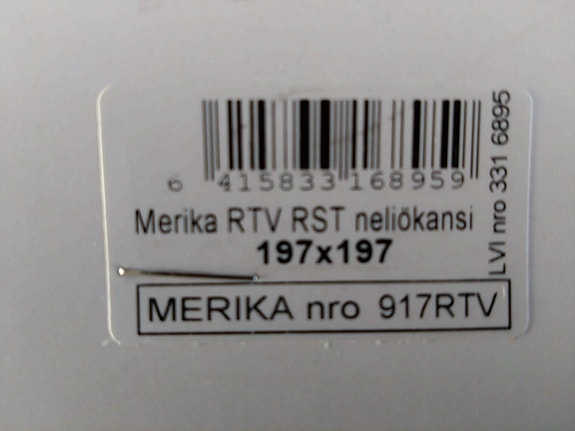 6 415833 168959
Merika RTV RST neliökansi
197x197
MERIKA nro 917RTV
LVI nro 331 6895